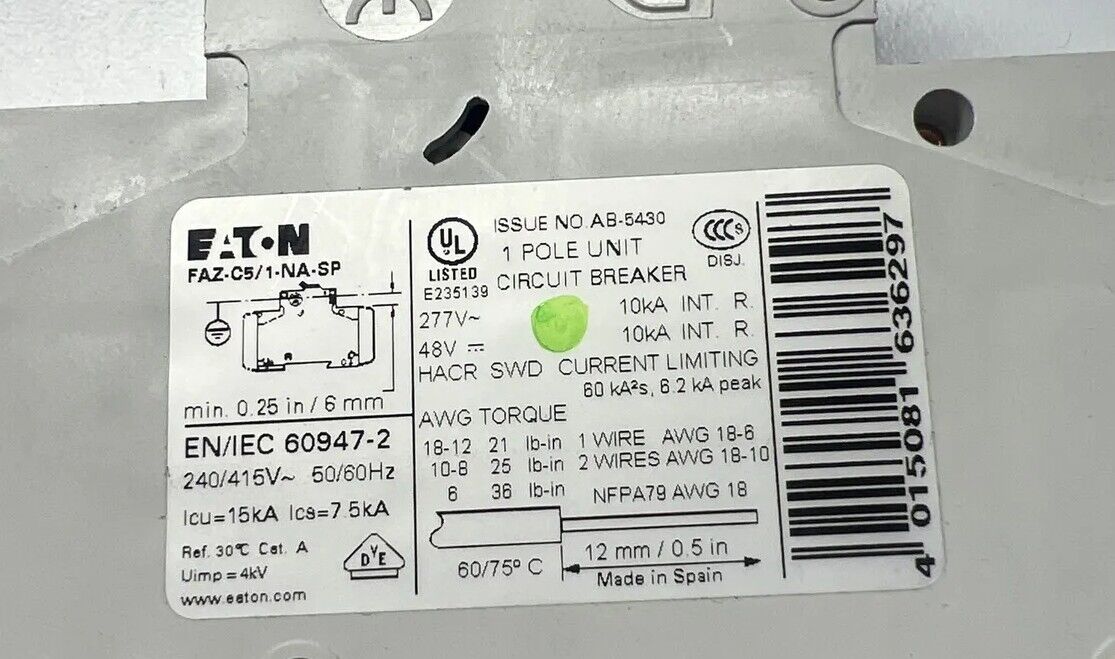 EATON
FAZ-C5/1-NA-SP
min. 0.25 in / 6 mm
EN/IEC 60947-2
240/415V~ 50/60Hz
Icu=15kA Ics=7.5kA
Ref. 30°C Cat. A
Uimp = 4kV
www.eaton.com
DVE
UL
LISTED
E235139
ISSUE NO. AB-5430
1 POLE UNIT
CIRCUIT BREAKER
CCC S
DISJ.
277V~ 10kA INT. R.
48V ⎓ 10kA INT. R.
HACR SWD CURRENT LIMITING
60 kA²s, 6.2 kA peak
AWG TORQUE
18-12 21 lb-in 1 WIRE AWG 18-6
10-8 25 lb-in 2 WIRES AWG 18-10
6 36 lb-in NFPA79 AWG 18
60/75° C
12 mm / 0.5 in
Made in Spain
4 015081 636297